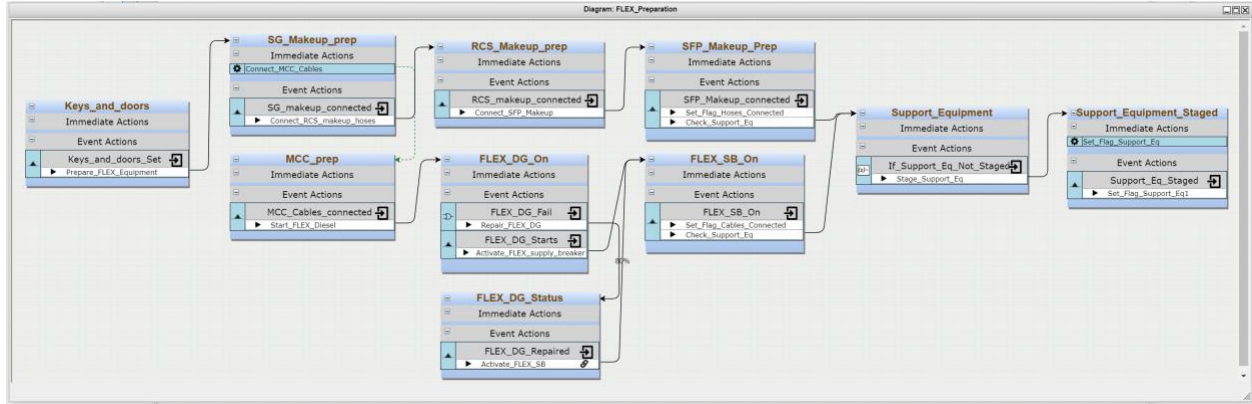 Diagram: FLEX_Preparation
Keys_and_doors
Immediate Actions
Event Actions
Keys_and_doors_Set
Prepare_FLEX_Equipment
SG_Makeup_prep
Immediate Actions
Connect_MCC_Cables
Event Actions
SG_makeup_connected
Connect_RCS_makeup_hoses
MCC_prep
Immediate Actions
Event Actions
MCC_Cables_connected
Start_FLEX_Diesel
RCS_Makeup_prep
Immediate Actions
Event Actions
RCS_makeup_connected
Connect_SFP_Makeup
FLEX_DG_On
Immediate Actions
Event Actions
FLEX_DG_Fail
Repair_FLEX_DG
FLEX_DG_Starts
Activate_FLEX_supply_breaker
80%
FLEX_DG_Status
Immediate Actions
Event Actions
FLEX_DG_Repaired
Activate_FLEX_SB
SFP_Makeup_Prep
Immediate Actions
Event Actions
SFP_Makeup_connected
Set_Flag_Hoses_Connected
Check_Support_Eq
FLEX_SB_On
Immediate Actions
Event Actions
FLEX_SB_On
Set_Flag_Cables_Connected
Check_Support_Eq
Support_Equipment
Immediate Actions
Event Actions
If_Support_Eq_Not_Staged
Stage_Support_Eq
Support_Equipment_Staged
Immediate Actions
Set_Flag_Support_Eq
Event Actions
Support_Eq_Staged
Set_Flag_Support_Eq1